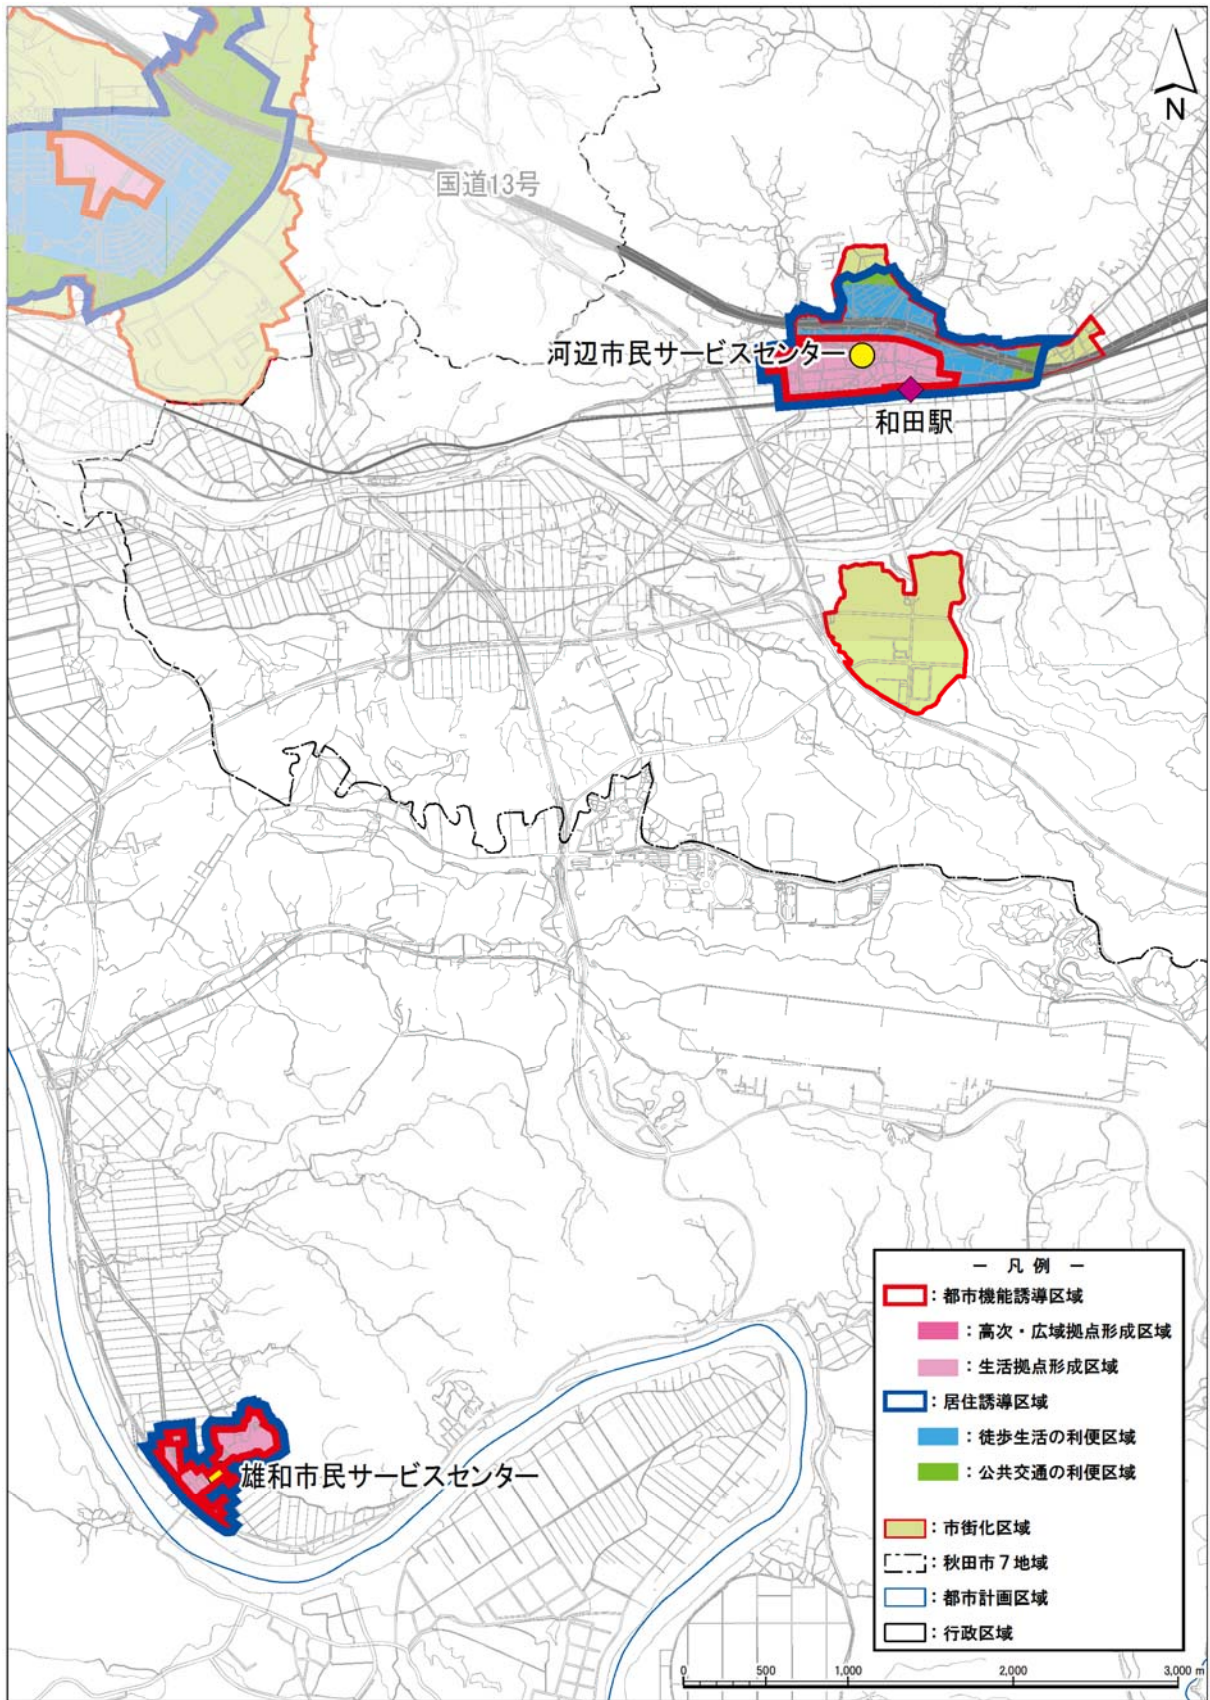 N
国道13号
河辺市民サービスセンター
和田駅
雄和市民サービスセンター
― 凡 例 ―
：都市機能誘導区域
：高次・広域拠点形成区域
：生活拠点形成区域
：居住誘導区域
：徒歩生活の利便区域
：公共交通の利便区域
：市街化区域
：秋田市７地域
：都市計画区域
：行政区域
0 500 1,000 2,000 3,000 m